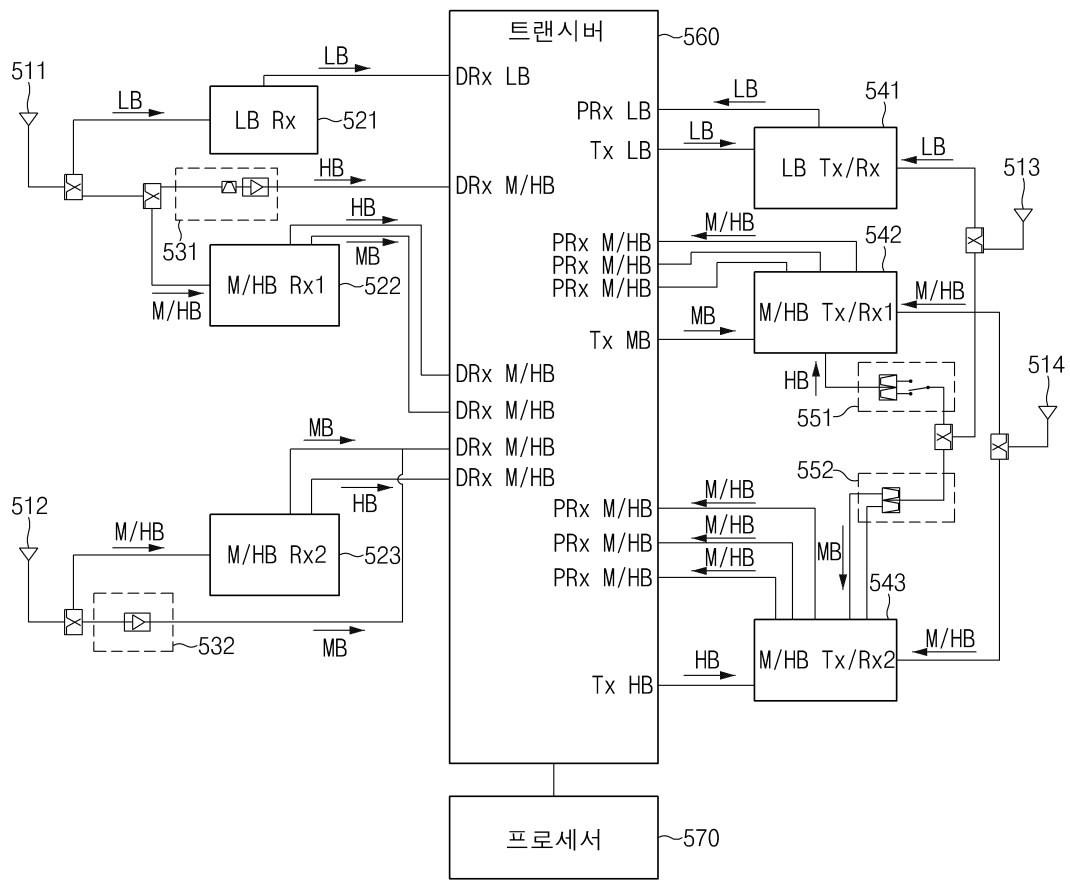 트랜시버
560
511
LB
DRx LB
LB
LB Rx
521
HB
DRx M/HB
531
HB
MB
M/HB Rx1
522
M/HB
DRx M/HB
DRx M/HB
MB
DRx M/HB
DRx M/HB
HB
512
M/HB
M/HB Rx2
523
532
MB
541
LB
PRx LB
LB
Tx LB
LB Tx/Rx
LB
513
M/HB
PRx M/HB
PRx M/HB
PRx M/HB
542
M/HB Tx/Rx1
M/HB
MB
Tx MB
HB
551
514
552
M/HB
PRx M/HB
M/HB
PRx M/HB
M/HB
PRx M/HB
MB
543
M/HB Tx/Rx2
M/HB
HB
Tx HB
프로세서
570